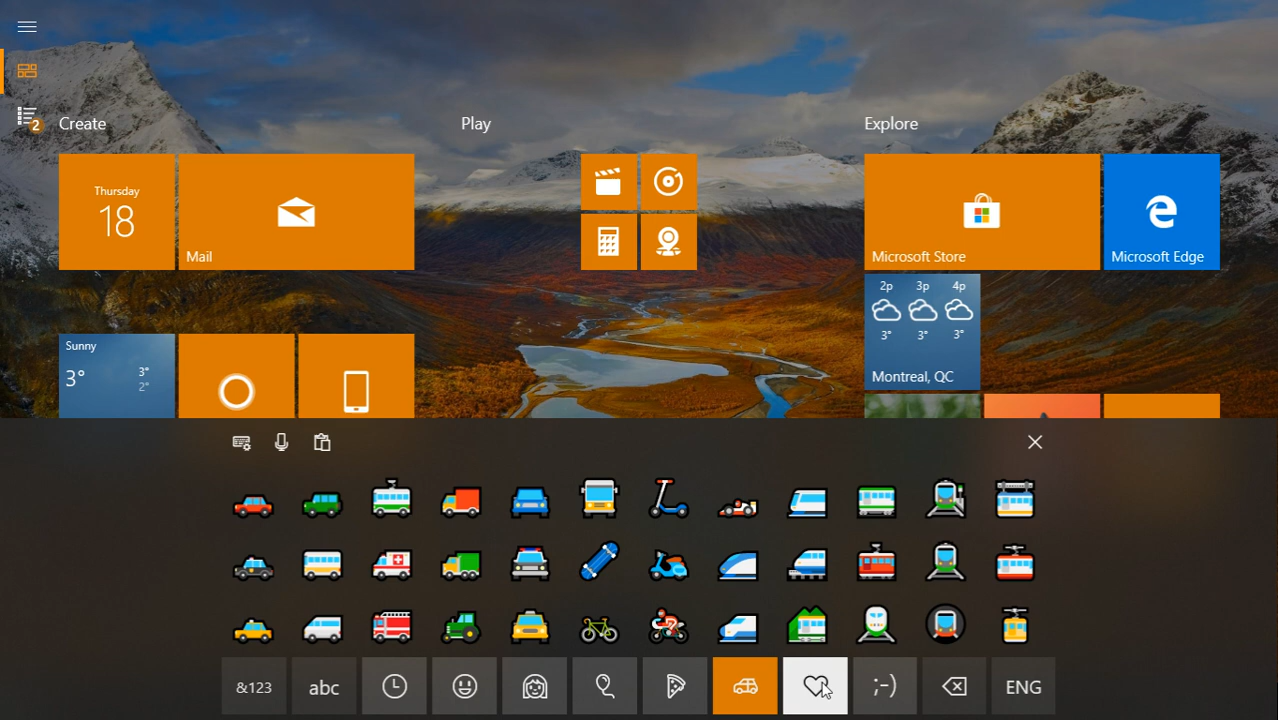 2
Create
Play
Explore
Thursday
18
Mail
Microsoft Store
Microsoft Edge
2p 3p 4p
3° 3° 3°
Montreal, QC
Sunny
3°
3°
2°
&123
abc
;-)
ENG